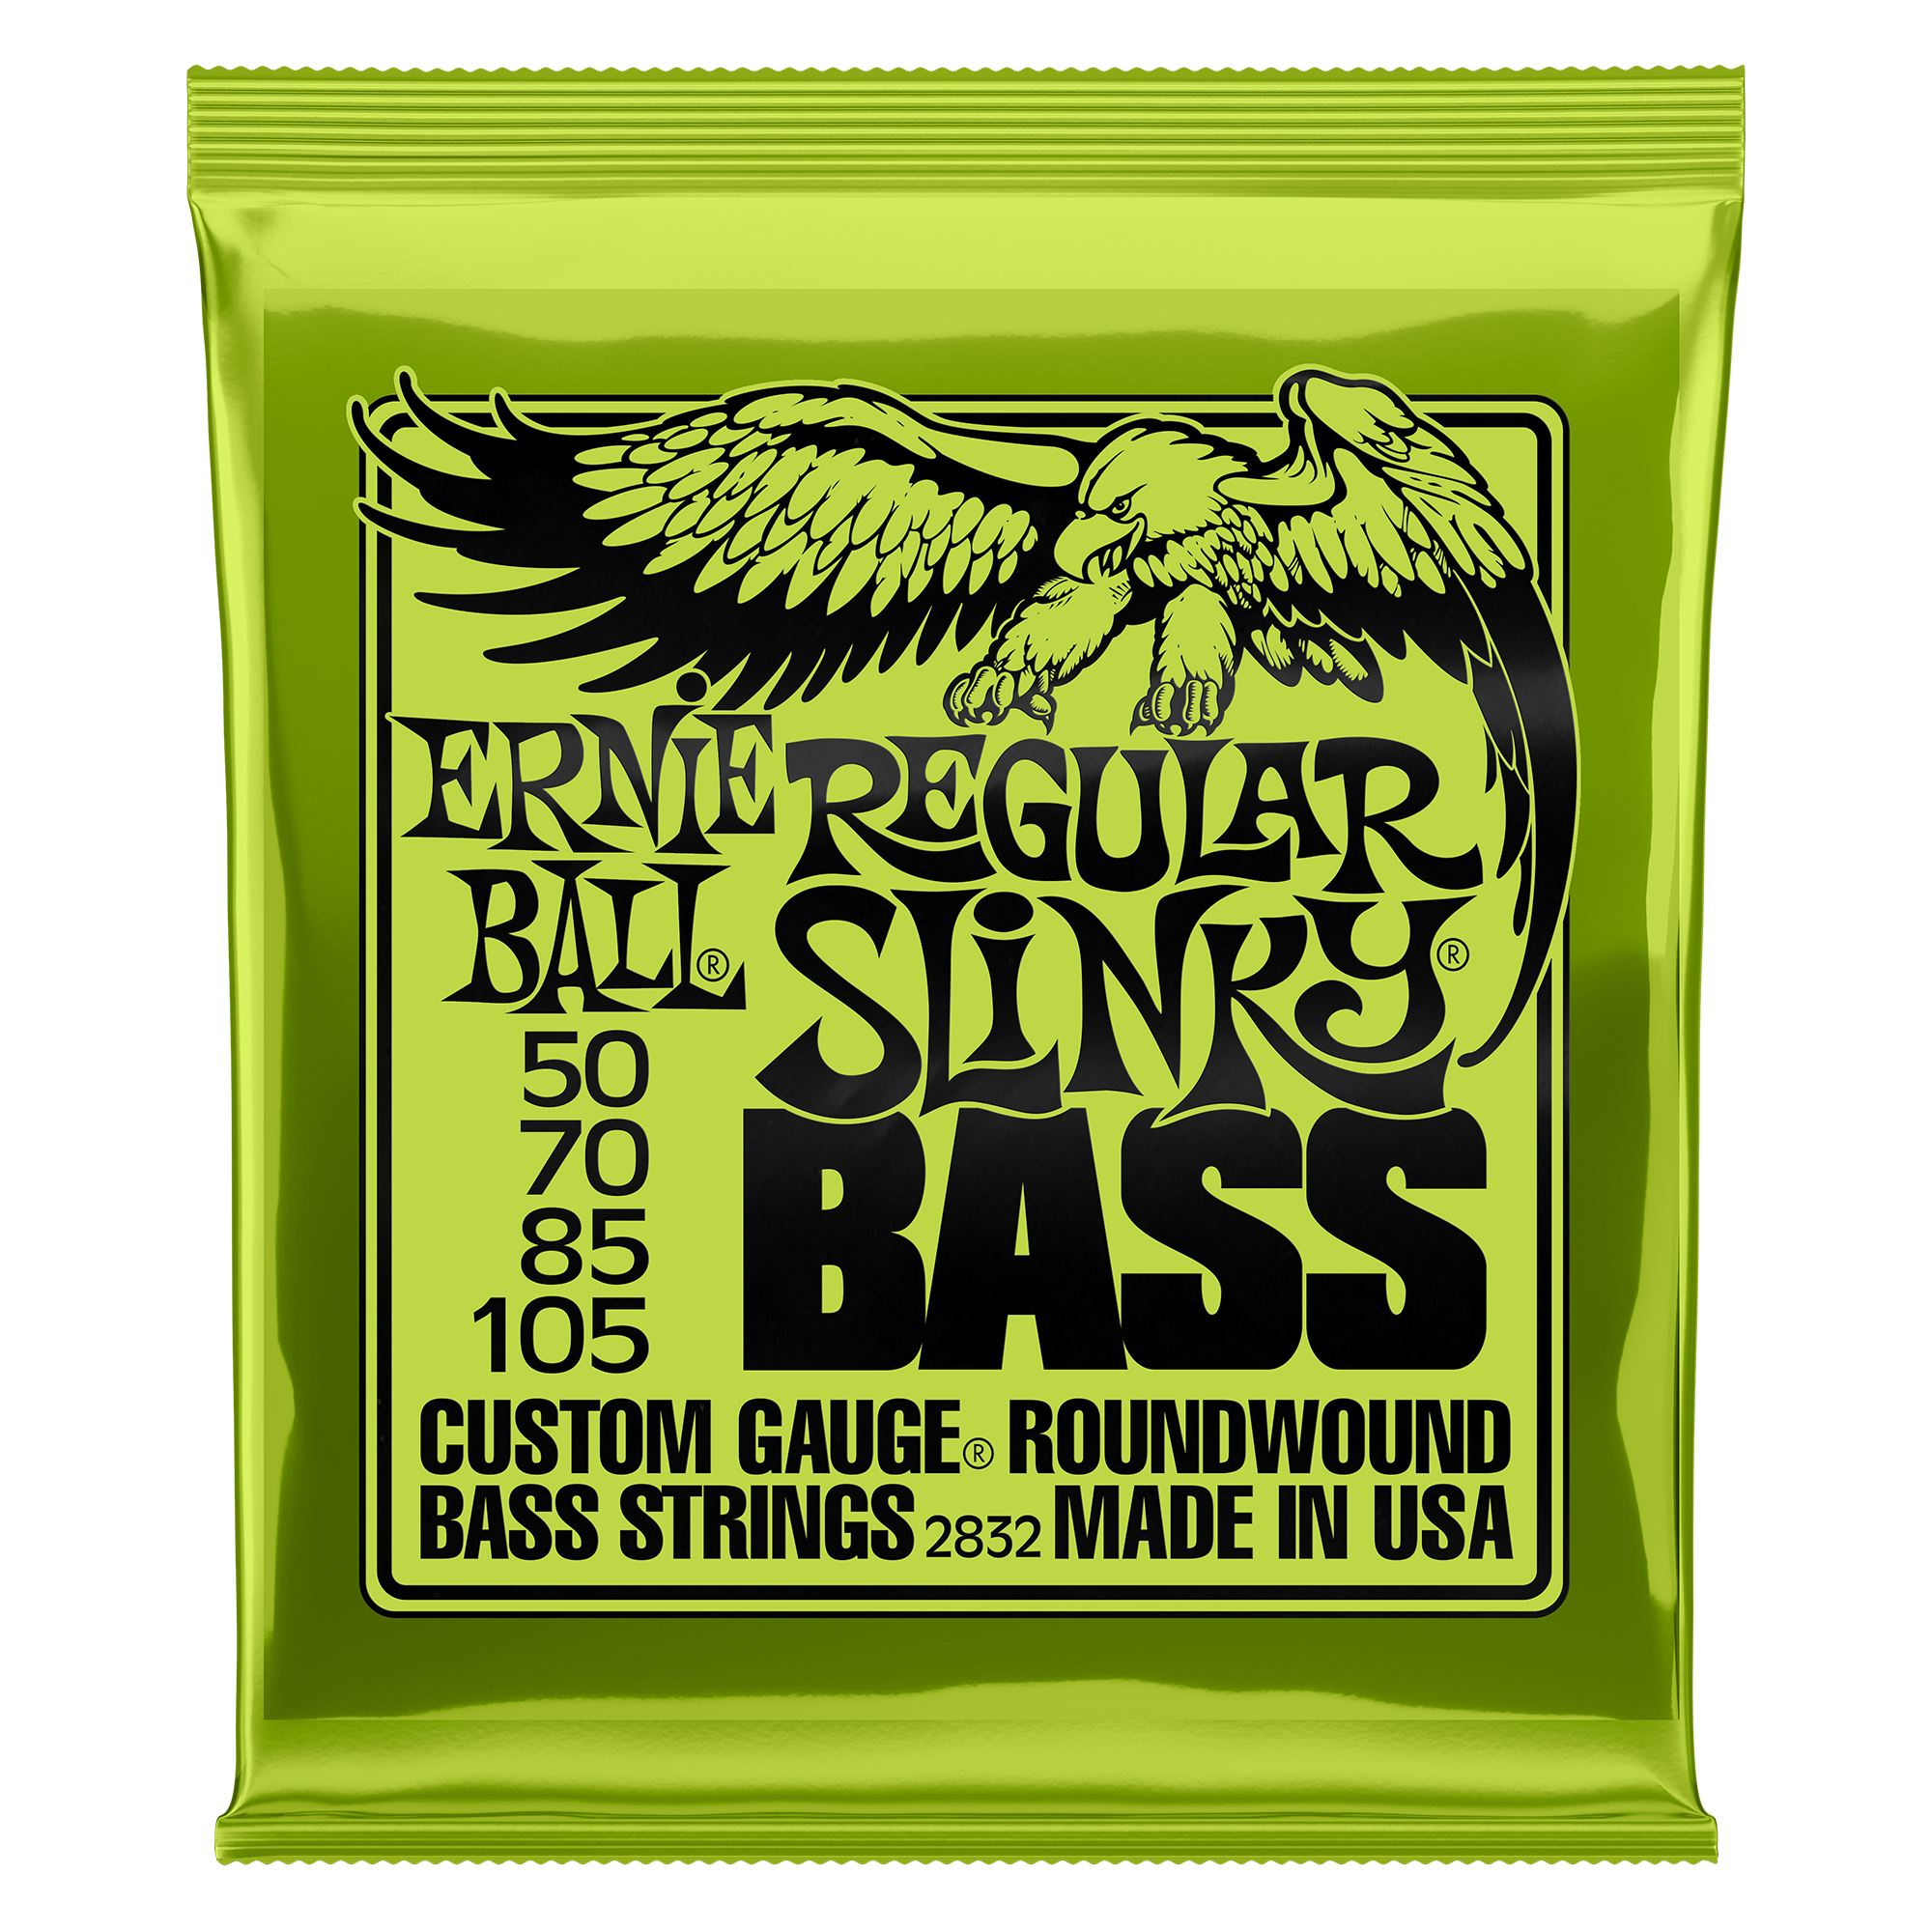 ERNiE
BALL®
REGULAR
SLiNKY®
BASS
50
70
85
105
CUSTOM GAUGE® ROUNDWOUND
BASS STRINGS 2832 MADE IN USA